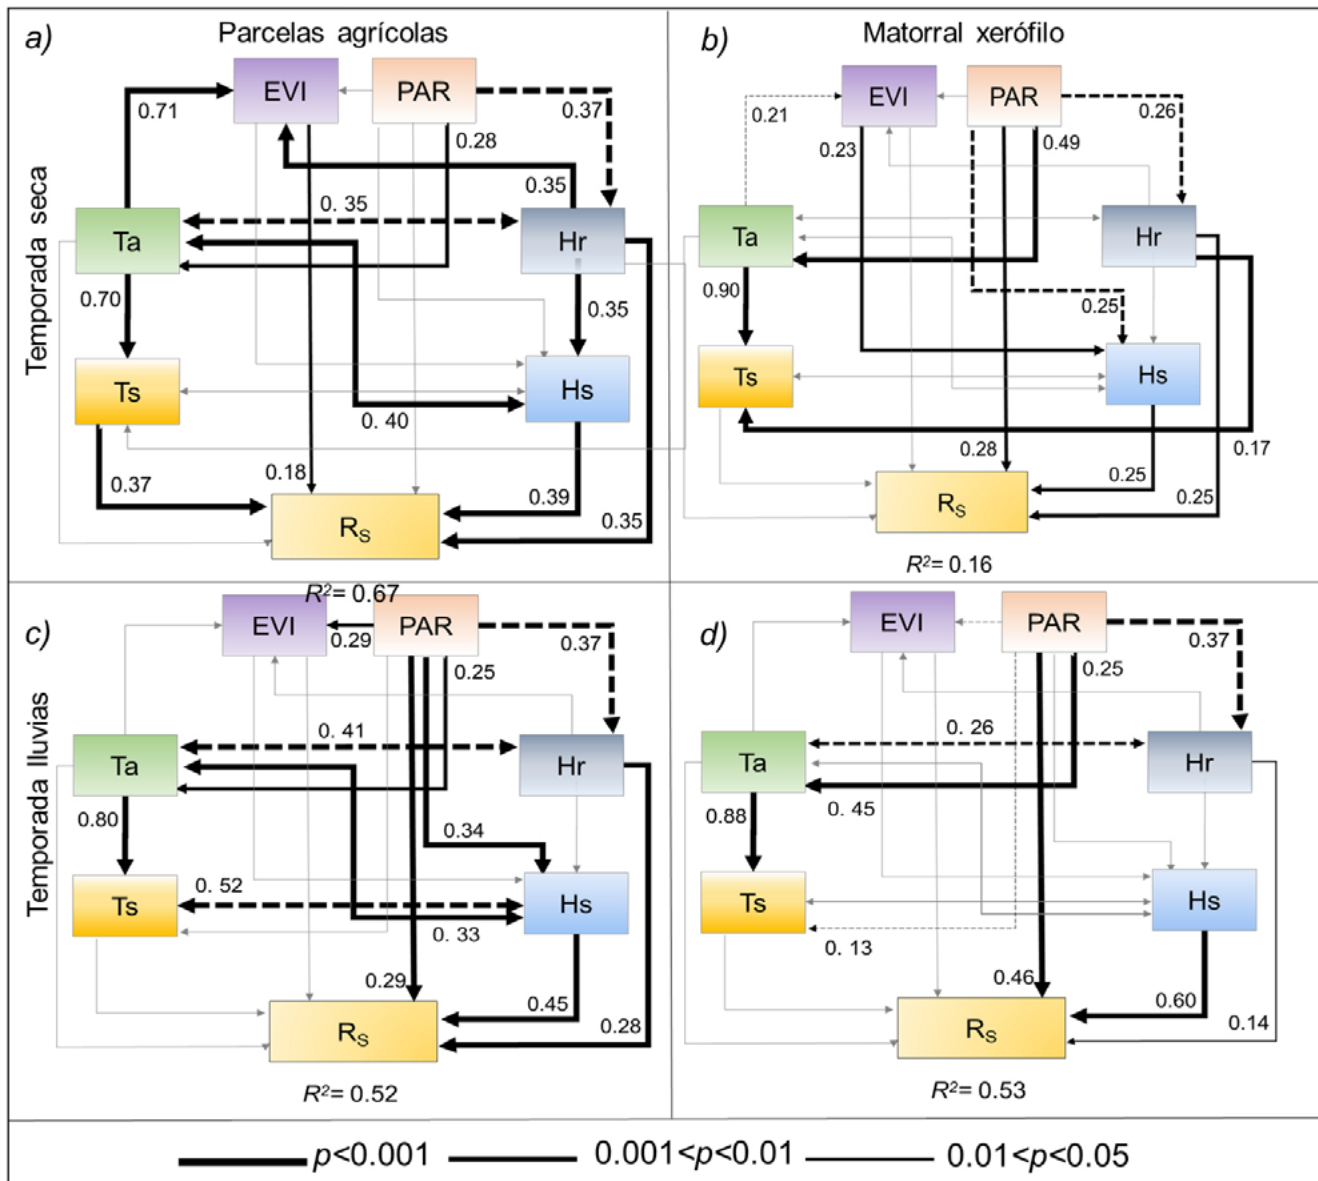 a)
Parcelas agrícolas
b)
Matorral xerófilo
Temporada seca
EVI
PAR
0.71
0.37
0.28
0.35
0. 35
Ta
Hr
0.70
0.35
Ts
Hs
0. 40
0.37
0.18
0.39
0.35
RS
R2= 0.67
EVI
PAR
0.21
0.26
0.23
0.49
Ta
Hr
0.90
0.25
Ts
Hs
0.28
0.17
0.25
0.25
RS
R2= 0.16
Temporada lluvias
c)
EVI
PAR
0.29
0.37
0.25
0. 41
Ta
Hr
0.80
0.34
0. 52
Ts
Hs
0. 33
0.29
0.45
0.28
RS
R2= 0.52
d)
EVI
PAR
0.37
0.25
0. 26
Ta
Hr
0.88
0. 45
Ts
Hs
0. 13
0.46
0.60
0.14
RS
R2= 0.53
p<0.001
0.001<p<0.01
0.01<p<0.05